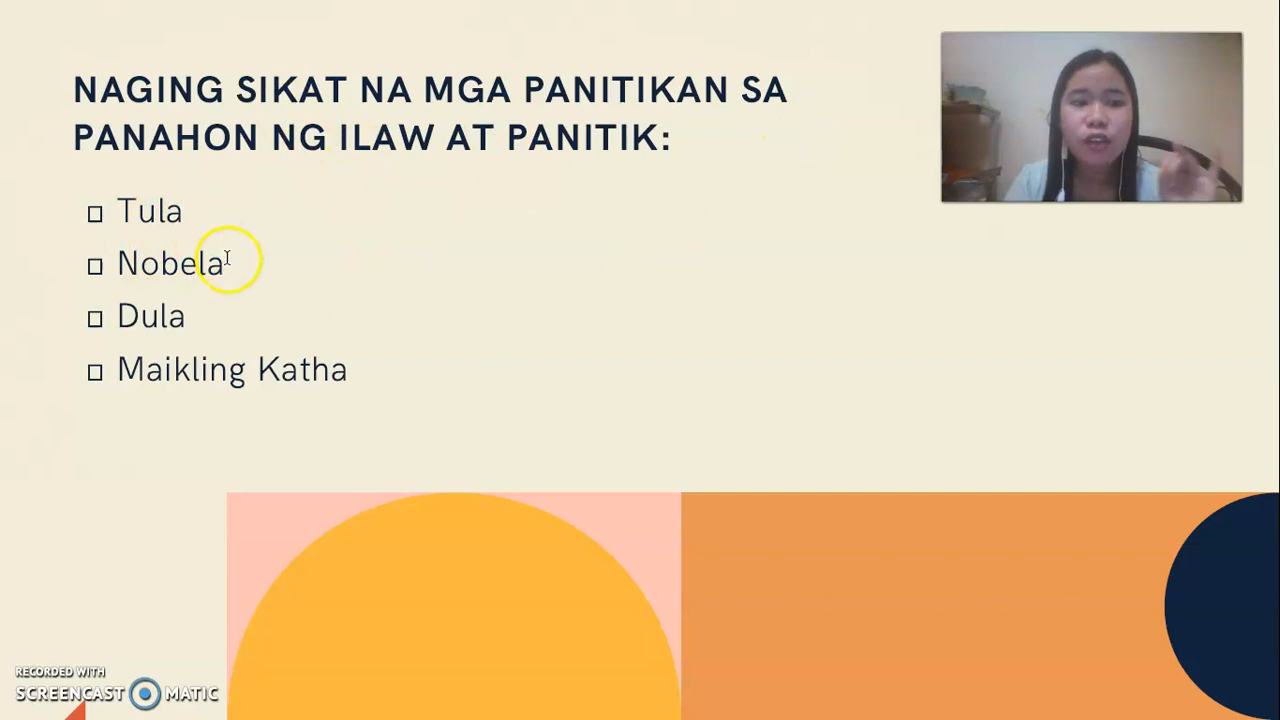 NAGING SIKAT NA MGA PANITIKAN SA
PANAHON NG ILAW AT PANITIK:
Tula
Nobela
Dula
Maikling Katha
RECORDED WITH
SCREENCAST MATIC